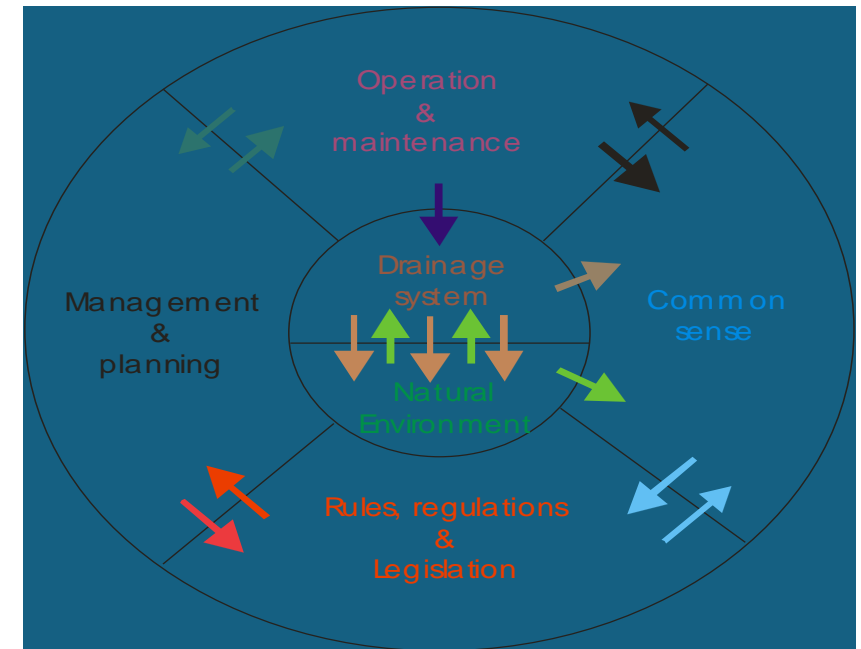 Operation
&
maintenance
Drainage
system
Management
&
planning
Common
sense
Natural
Environment
Rules, regulations
&
Legislation